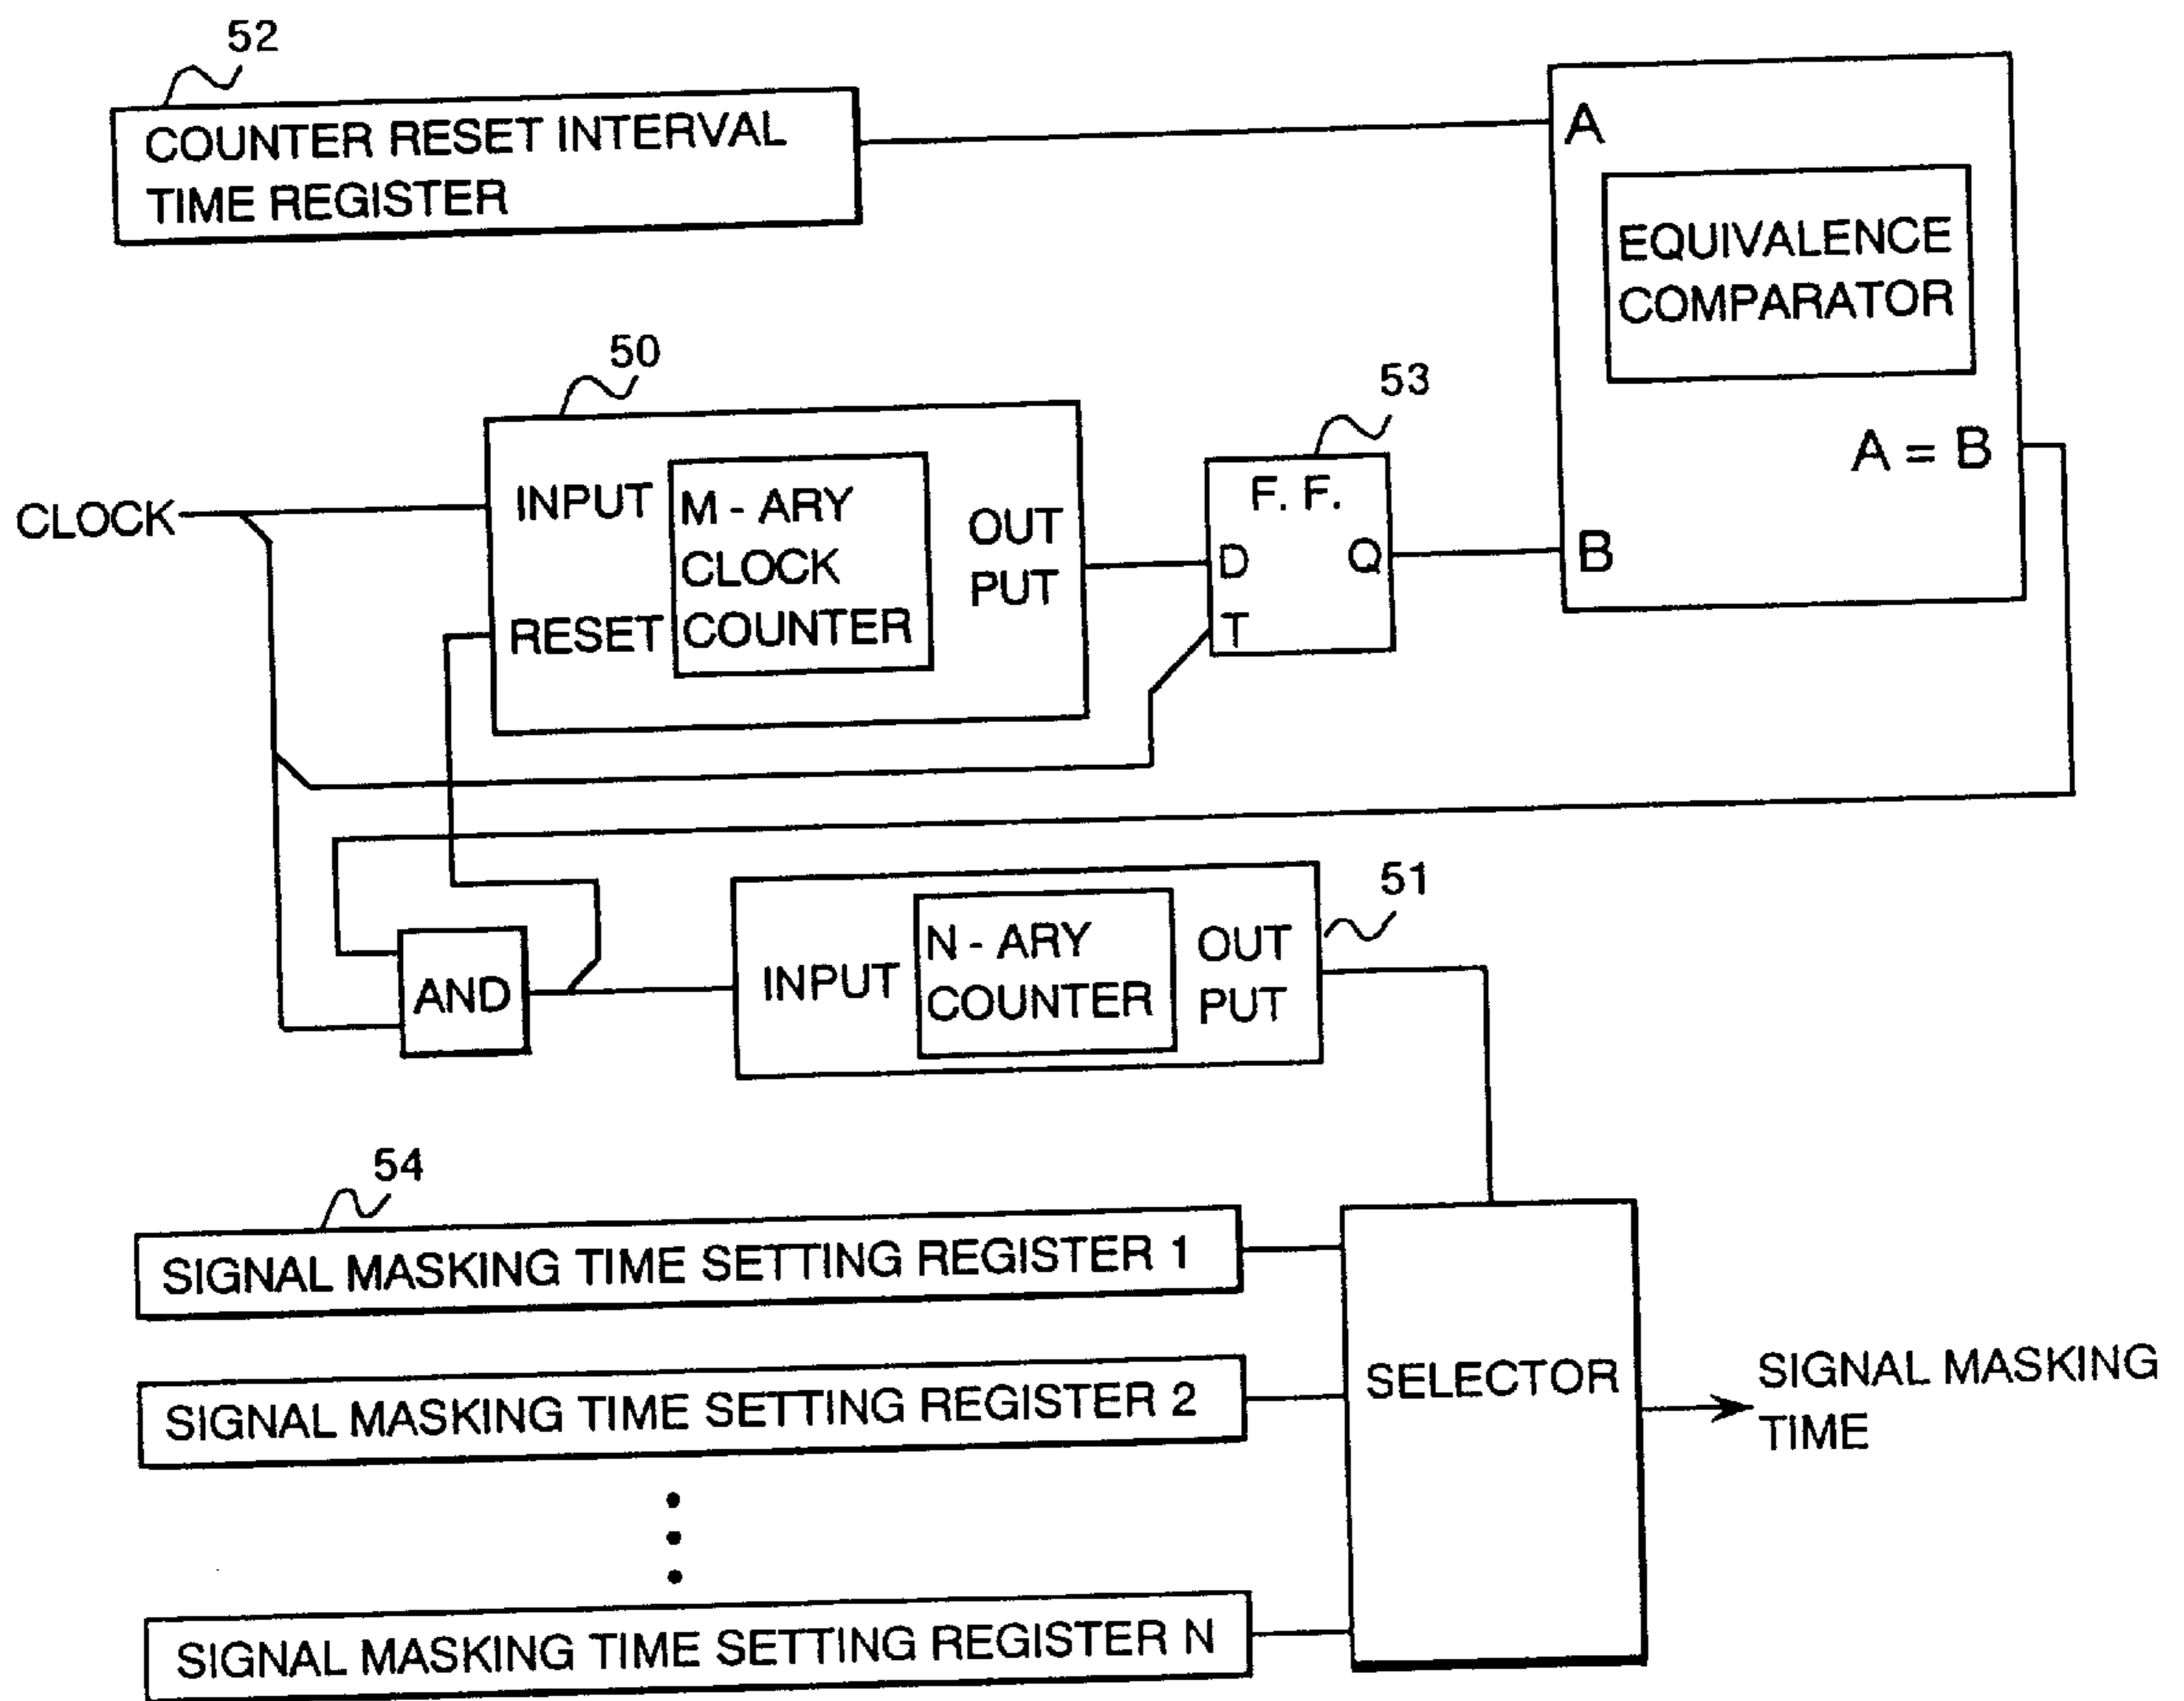 52
COUNTER RESET INTERVAL
TIME REGISTER
A
EQUIVALENCE
COMPARATOR
A = B
B
50
53
CLOCK
INPUT
M - ARY
CLOCK
COUNTER
OUT
PUT
RESET
F. F.
D
Q
T
51
AND
INPUT
N - ARY
COUNTER
OUT
PUT
54
SIGNAL MASKING TIME SETTING REGISTER 1
SIGNAL MASKING TIME SETTING REGISTER 2
SIGNAL MASKING TIME SETTING REGISTER N
SELECTOR
SIGNAL MASKING
TIME